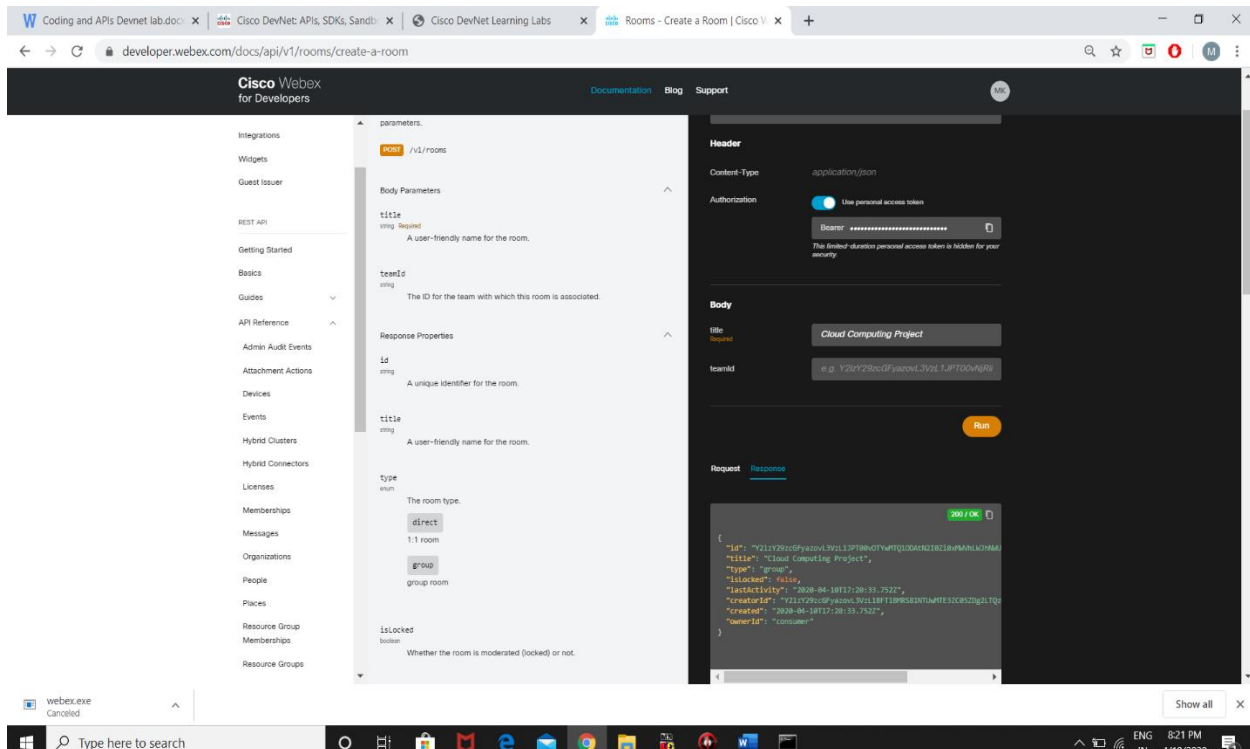 Coding and APIs Devnet lab.doc
Cisco DevNet: APIs, SDKs, Sandb
Cisco DevNet Learning Labs
Rooms - Create a Room | Cisco W
developer.webex.com/docs/api/v1/rooms/create-a-room
M
Cisco Webex
for Developers
Documentation Blog Support
MK
Integrations
Widgets
Guest Issuer
REST API
Getting Started
Basics
Guides
API Reference
Admin Audit Events
Attachment Actions
Devices
Events
Hybrid Clusters
Hybrid Connectors
Licenses
Memberships
Messages
Organizations
People
Places
Resource Group
Memberships
Resource Groups
parameters.
POST /v1/rooms
Body Parameters
title
string Required
A user-friendly name for the room.
teamId
string
The ID for the team with which this room is associated.
Response Properties
id
string
A unique identifier for the room.
title
string
A user-friendly name for the room.
type
enum
The room type.
direct
1:1 room
group
group room
isLocked
boolean
Whether the room is moderated (locked) or not.
Header
Content-Type application/json
Authorization Use personal access token
Bearer
This limited-duration personal access token is hidden for your
security.
Body
title Cloud Computing Project
Required
teamId e.g.
Run
Request Response
200 / OK
{
"id":
"title": "Cloud Computing Project",
"type": "group",
"isLocked": false,
"lastActivity": "2020-04-10T17:20:33.752Z",
"creatorId":
"created": "2020-04-10T17:20:33.752Z",
"ownerId": "consumer"
}
webex.exe
Canceled
Show all
Type here to search
ENG 8:21 PM
IN 4/10/2020